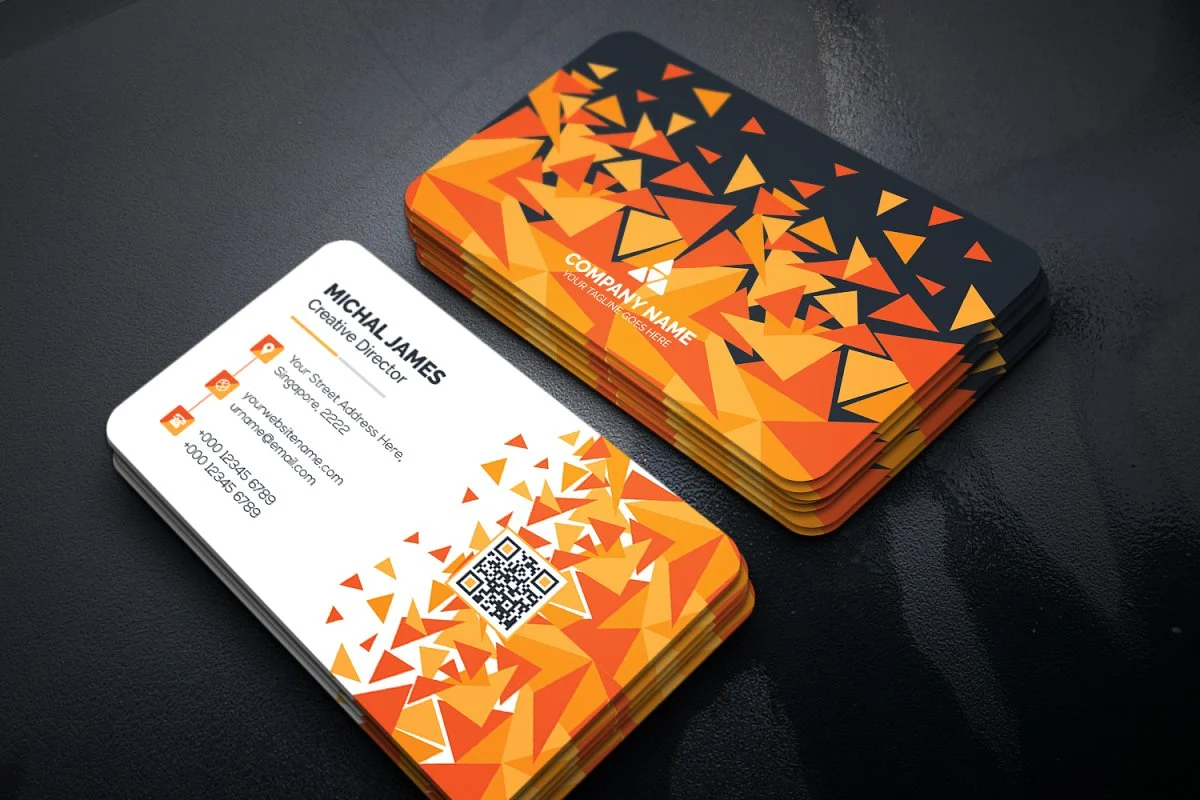 MICHAL JAMES
Creative Director
Your Street Address Here,
Singapore, 2222
yourwebsitename.com
urname@email.com
+000 12345 6789
+000 12345 6789
COMPANY NAME
YOUR TAGLINE GOES HERE